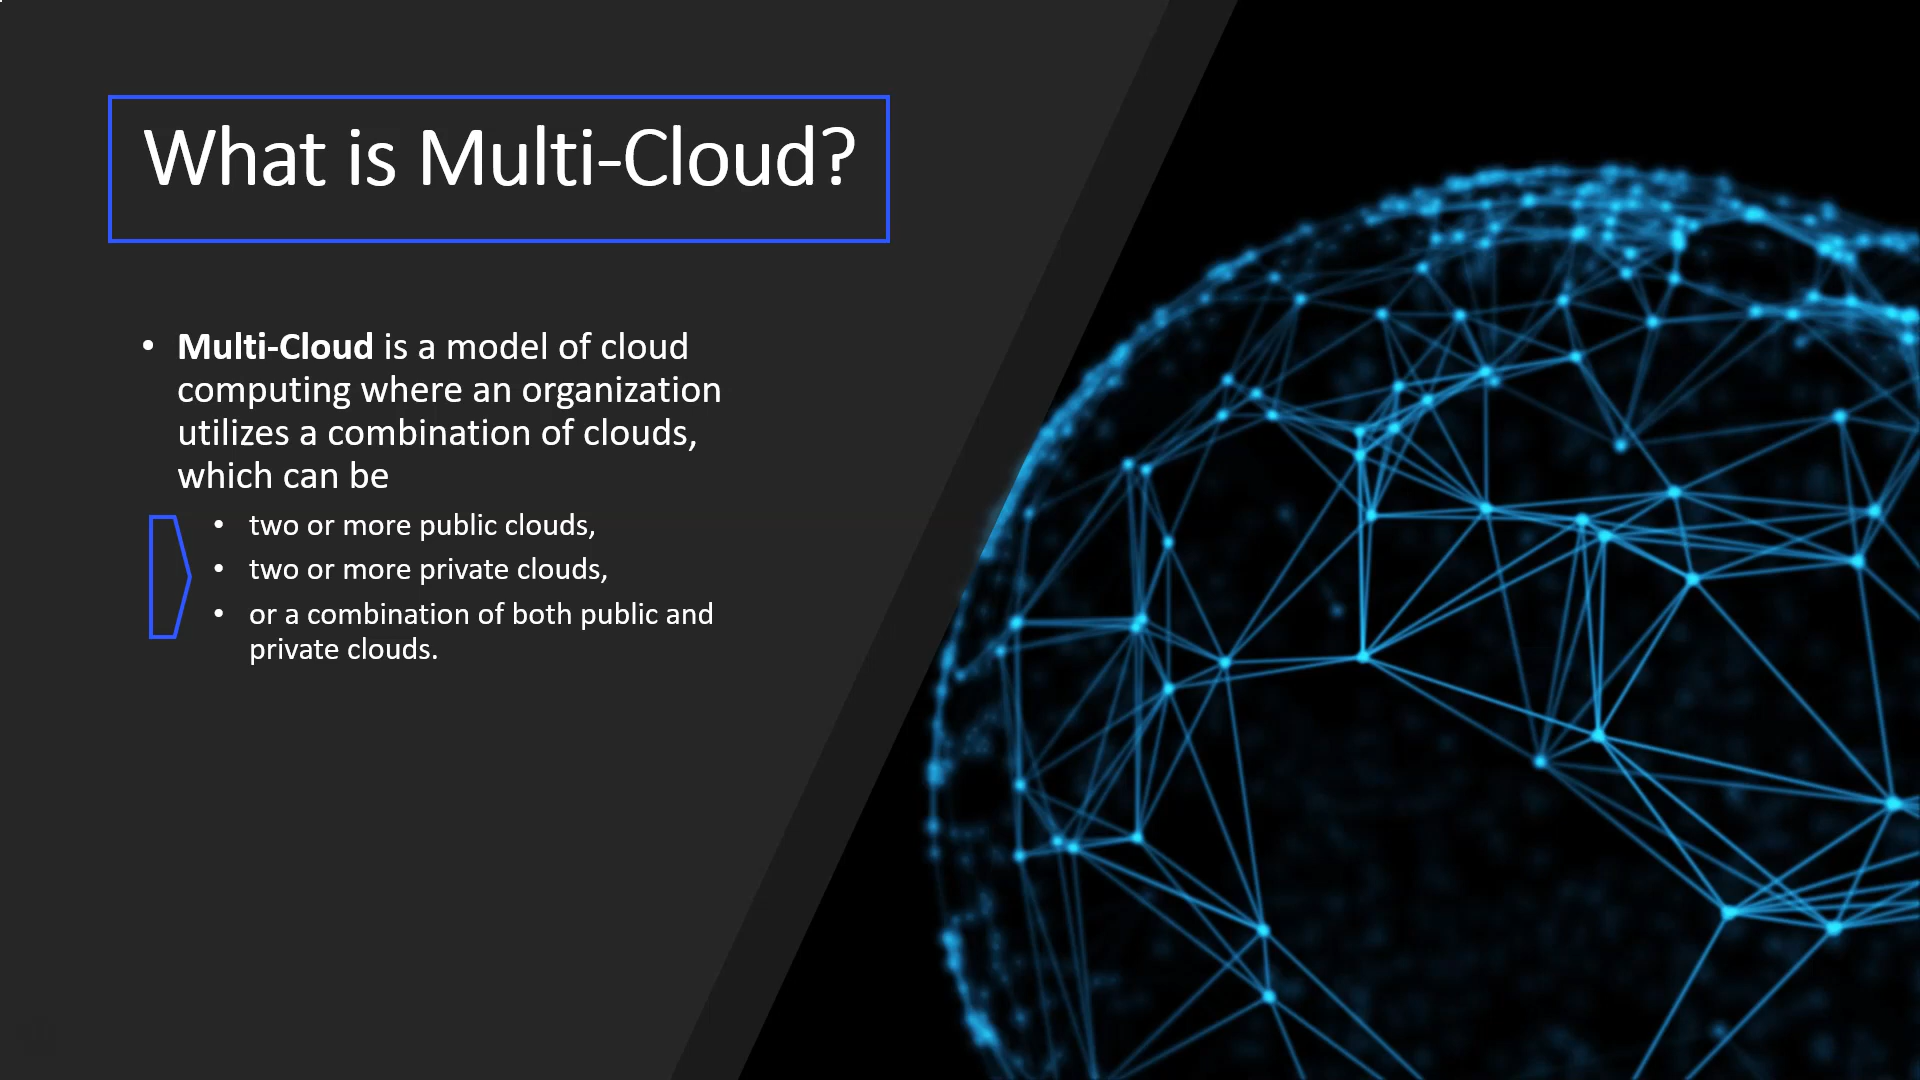 What is Multi-Cloud?
• Multi-Cloud is a model of cloud
computing where an organization
utilizes a combination of clouds,
which can be
• two or more public clouds,
• two or more private clouds,
• or a combination of both public and
private clouds.